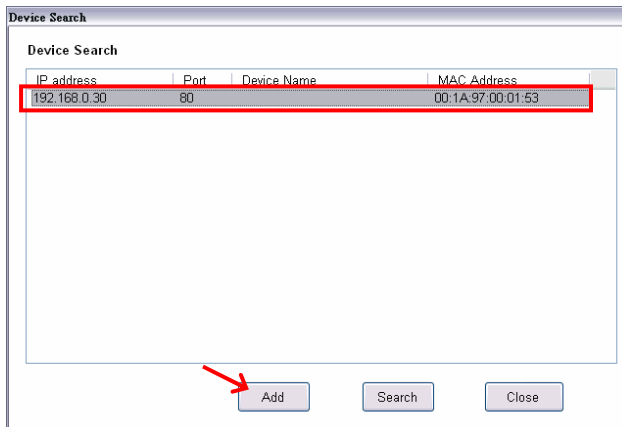 Device Search
Device Search
IP address Port Device Name MAC Address
192.168.0.30 80 00:1A:97:00:01:53
Add Search Close